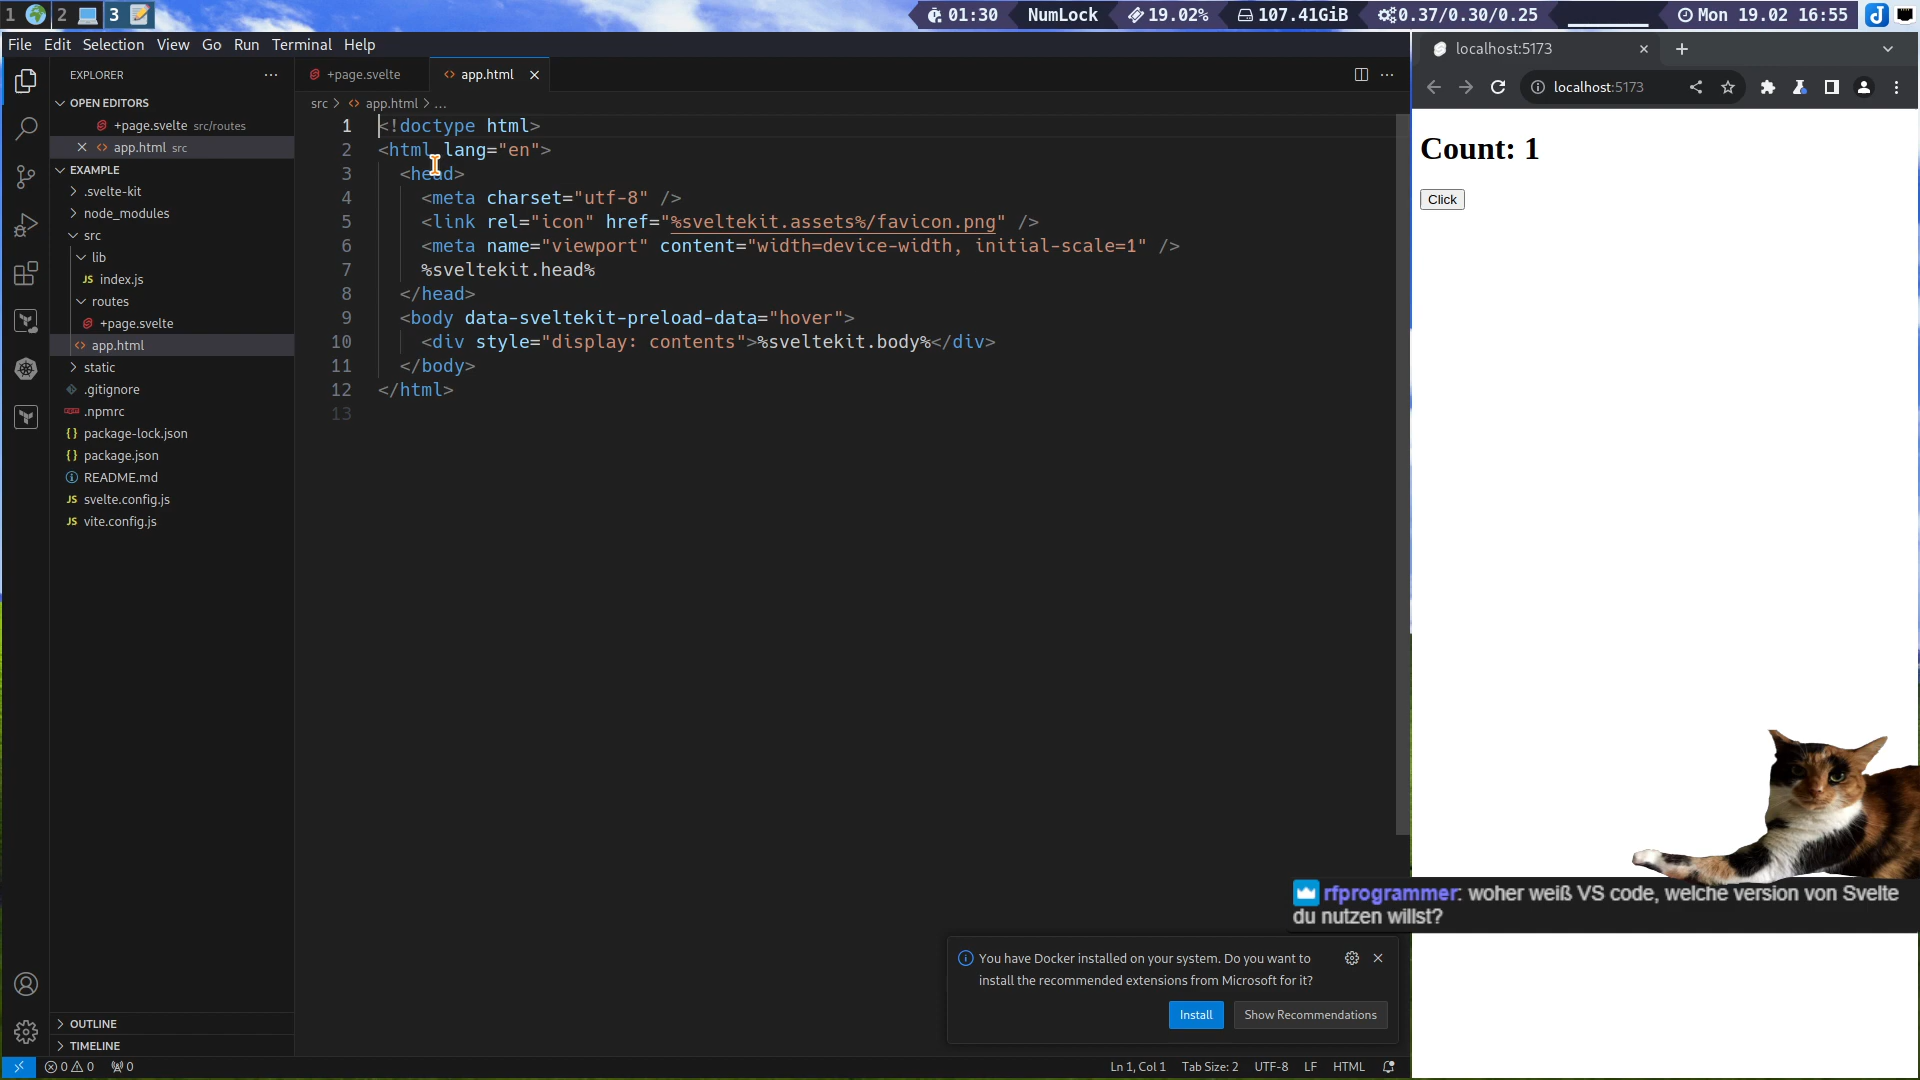 1 2 3 01:30 NumLock 19.02% 107.41GiB 0.37/0.30/0.25 Mon 19.02 16:55
File Edit Selection View Go Run Terminal Help
EXPLORER
OPEN EDITORS
+page.svelte src/routes
app.html src
EXAMPLE
.svelte-kit
node_modules
src
lib
JS index.js
routes
+page.svelte
app.html
static
.gitignore
.npmrc
{} package-lock.json
{} package.json
README.md
JS svelte.config.js
JS vite.config.js
OUTLINE
TIMELINE
+page.svelte app.html
src > app.html > ...
1 <!doctype html>
2 <html lang="en">
3 <head>
4 <meta charset="utf-8" />
5 <link rel="icon" href="%sveltekit.assets%/favicon.png" />
6 <meta name="viewport" content="width=device-width, initial-scale=1" />
7 %sveltekit.head%
8 </head>
9 <body data-sveltekit-preload-data="hover">
10 <div style="display: contents">%sveltekit.body%</div>
11 </body>
12 </html>
13
localhost:5173
localhost:5173
Count: 1
Click
rfprogrammer: woher weiß VS code, welche version von Svelte
du nutzen willst?
You have Docker installed on your system. Do you want to
install the recommended extensions from Microsoft for it?
Install Show Recommendations
0 0 0 Ln 1, Col 1 Tab Size: 2 UTF-8 LF HTML